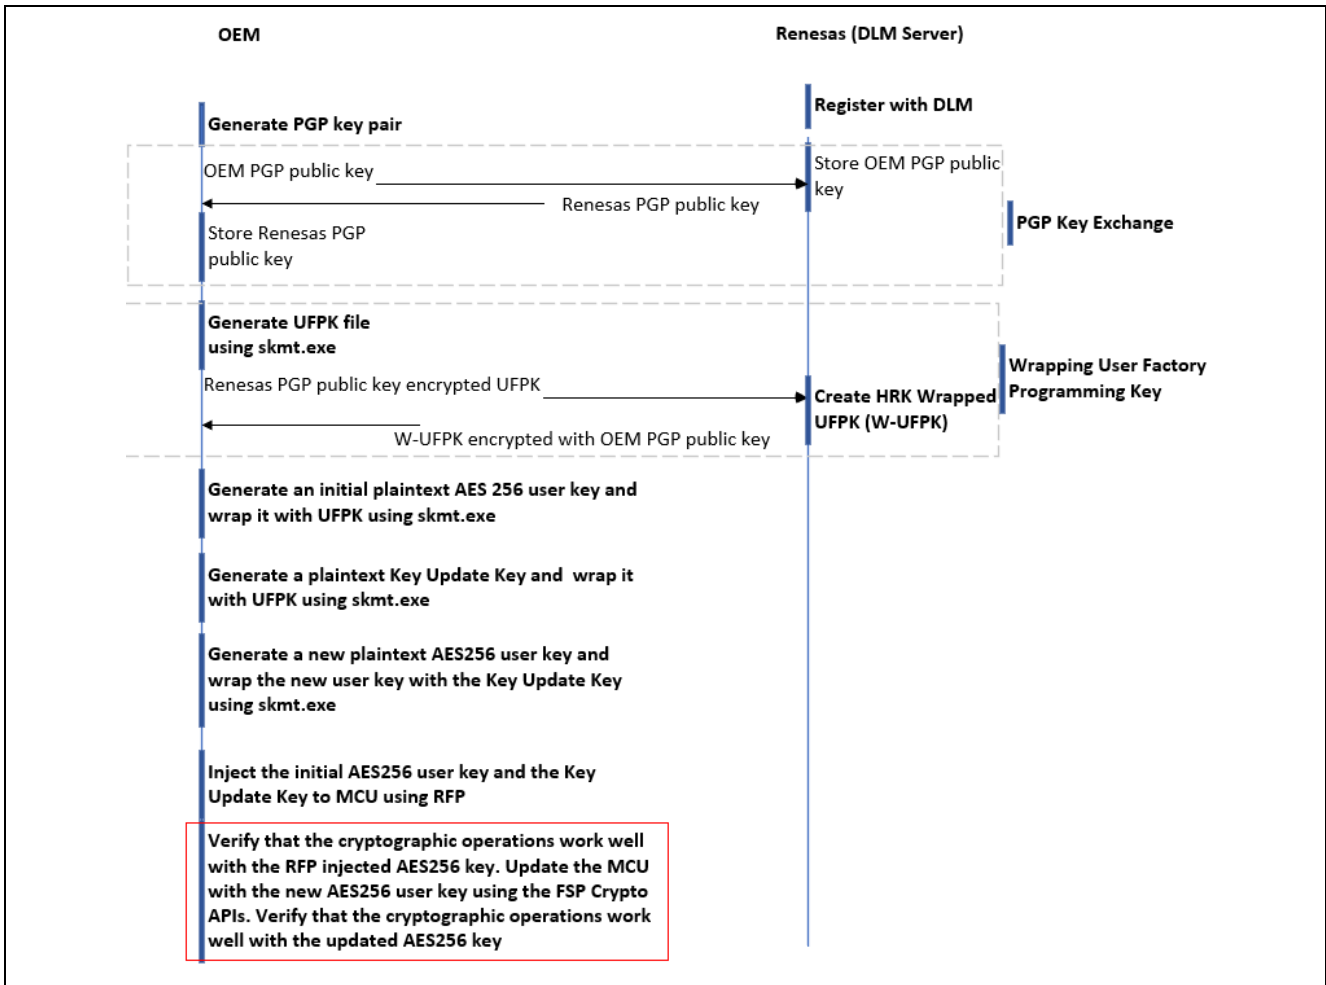 OEM
Renesas (DLM Server)
Register with DLM
Generate PGP key pair
OEM PGP public key
Store OEM PGP public
key
Renesas PGP public key
PGP Key Exchange
Store Renesas PGP
public key
Generate UFPK file
using skmt.exe
Wrapping User Factory
Programming Key
Renesas PGP public key encrypted UFPK
Create HRK Wrapped
UFPK (W-UFPK)
W-UFPK encrypted with OEM PGP public key
Generate an initial plaintext AES 256 user key and
wrap it with UFPK using skmt.exe
Generate a plaintext Key Update Key and  wrap it
with UFPK using skmt.exe
Generate a new plaintext AES256 user key and
wrap the new user key with the Key Update Key
using skmt.exe
Inject the initial AES256 user key and the Key
Update Key to MCU using RFP
Verify that the cryptographic operations work well
with the RFP injected AES256 key. Update the MCU
with the new AES256 user key using the FSP Crypto
APIs. Verify that the cryptographic operations work
well with the updated AES256 key